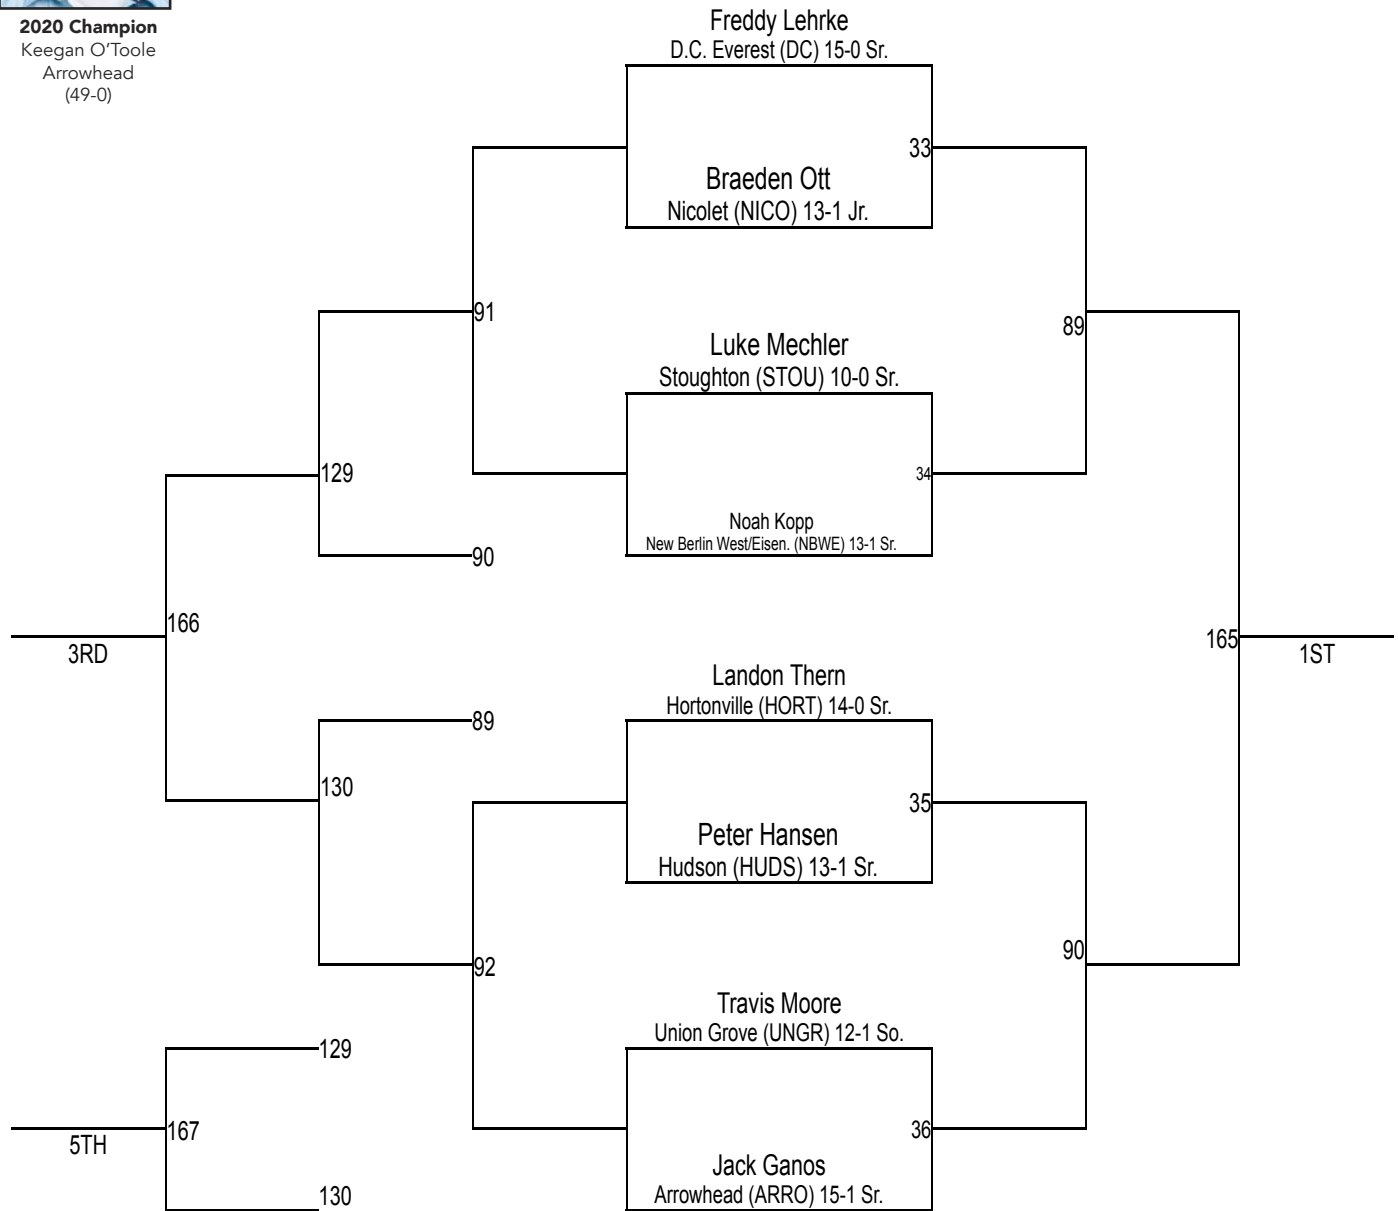 2020 Champion
Keegan O'Toole
Arrowhead
(49-0)
Freddy Lehrke
D.C. Everest (DC) 15-0 Sr.
33
Braeden Ott
Nicolet (NICO) 13-1 Jr.
91
89
Luke Mechler
Stoughton (STOU) 10-0 Sr.
129
34
Noah Kopp
New Berlin West/Eisen. (NBWE) 13-1 Sr.
90
166
3RD
165
1ST
Landon Thern
Hortonville (HORT) 14-0 Sr.
89
130
35
Peter Hansen
Hudson (HUDS) 13-1 Sr.
92
90
Travis Moore
Union Grove (UNGR) 12-1 So.
129
167
5TH
36
Jack Ganos
Arrowhead (ARRO) 15-1 Sr.
130